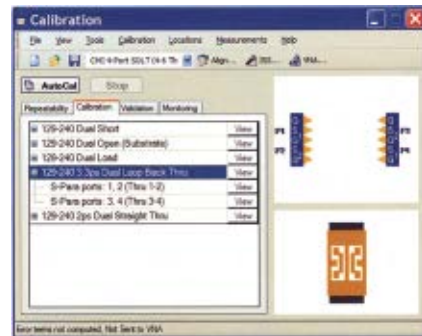 Calibration
File View Tools Calibration Locations Measurements Help
Align... ISS... VNA...
AutoCal Stop
Repeatability Calibration Validation Monitoring
129-240 Dual Short View
129-240 Dual Open (Substrate) View
129-240 Dual Load View
129-240 3.3ps Dual Loop Back Thru View
S-Para ports: 1, 2 (Thru 1-2) View
S-Para ports: 3, 4 (Thru 3-4) View
129-240 2ps Dual Straight Thru View
Error terms not computed, Not Sent to VNA